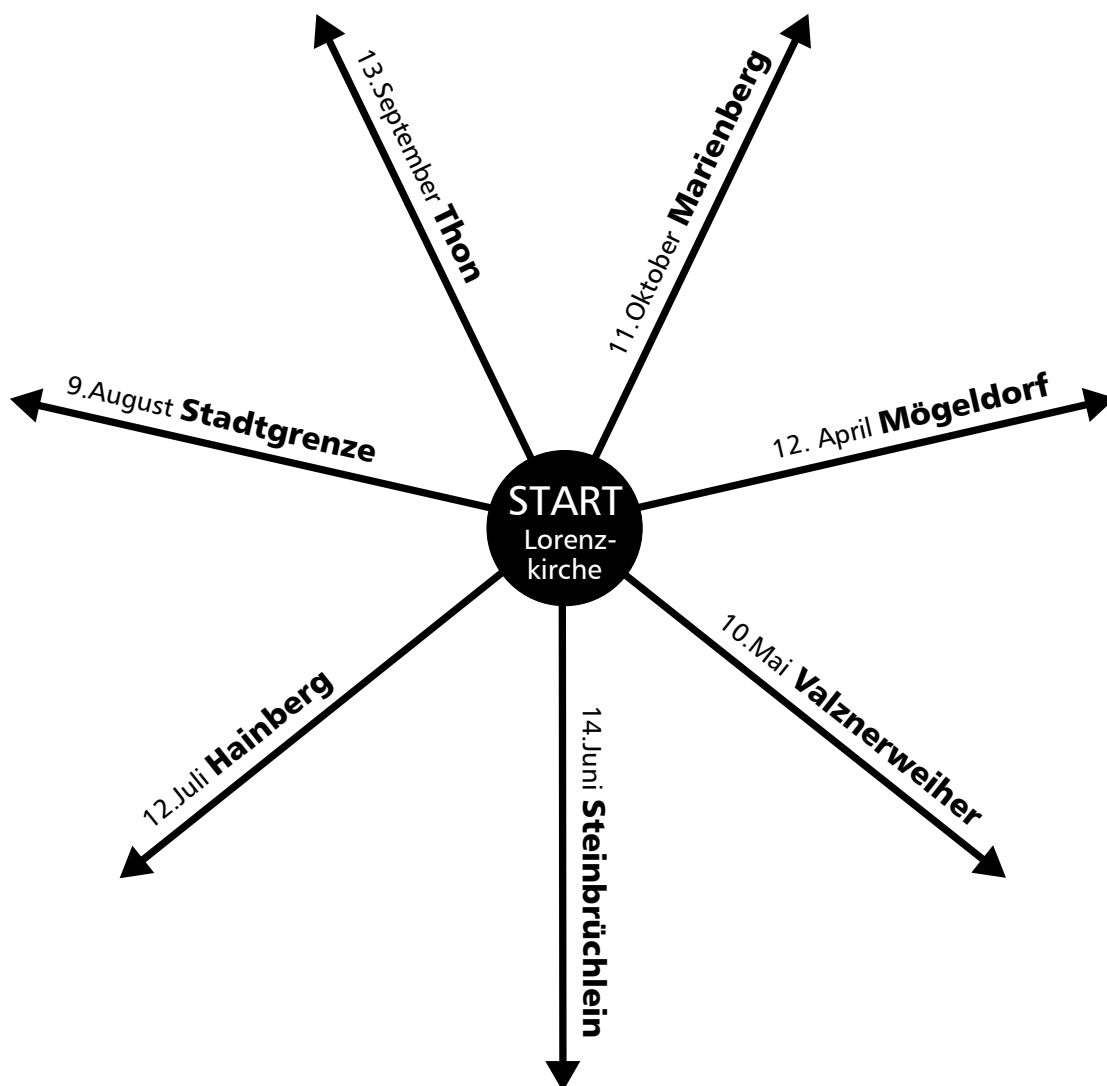 13.September Thon
11.Oktober Marienberg
9.August Stadtgrenze
12. April Mögeldorf
START
Lorenz-
kirche
10.Mai Valznerweiher
12.Juli Hainberg
14.Juni Steinbrüchlein